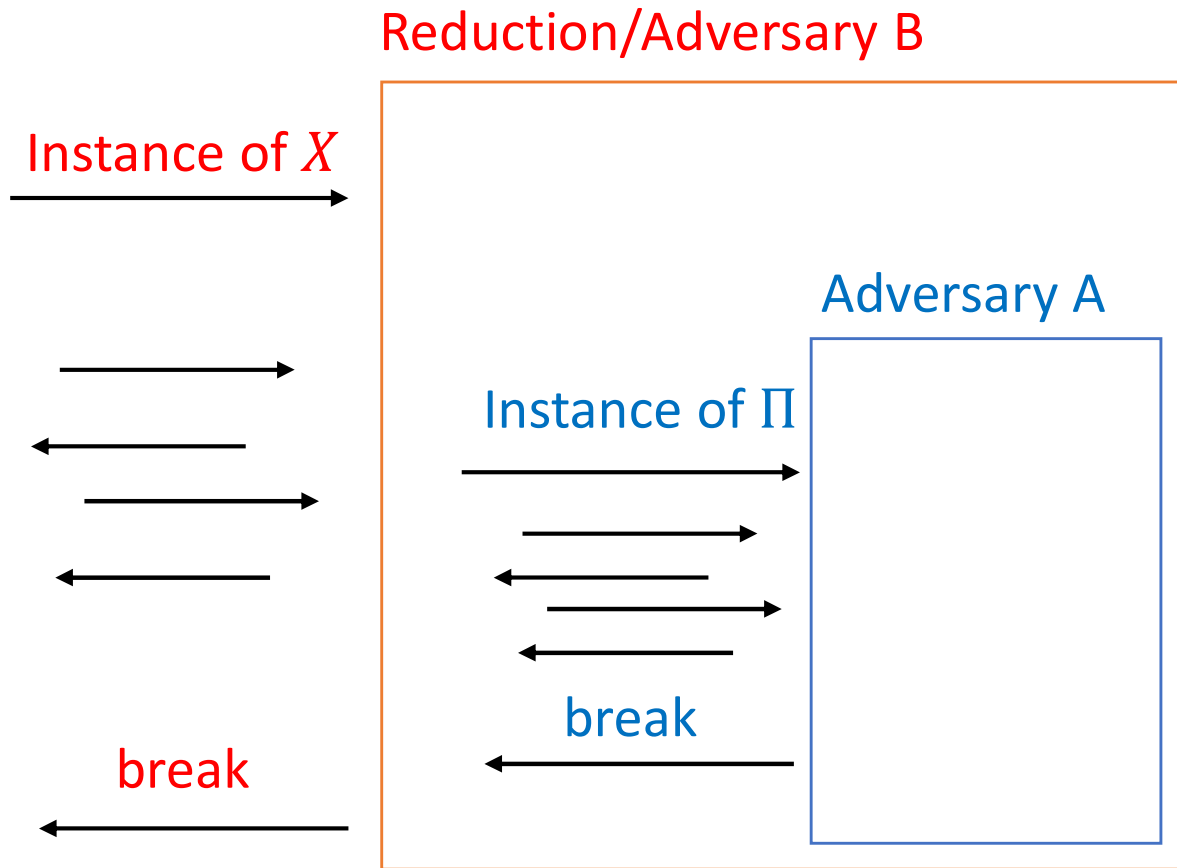 Reduction/Adversary B
Instance of X
Adversary A
Instance of Π
break
break